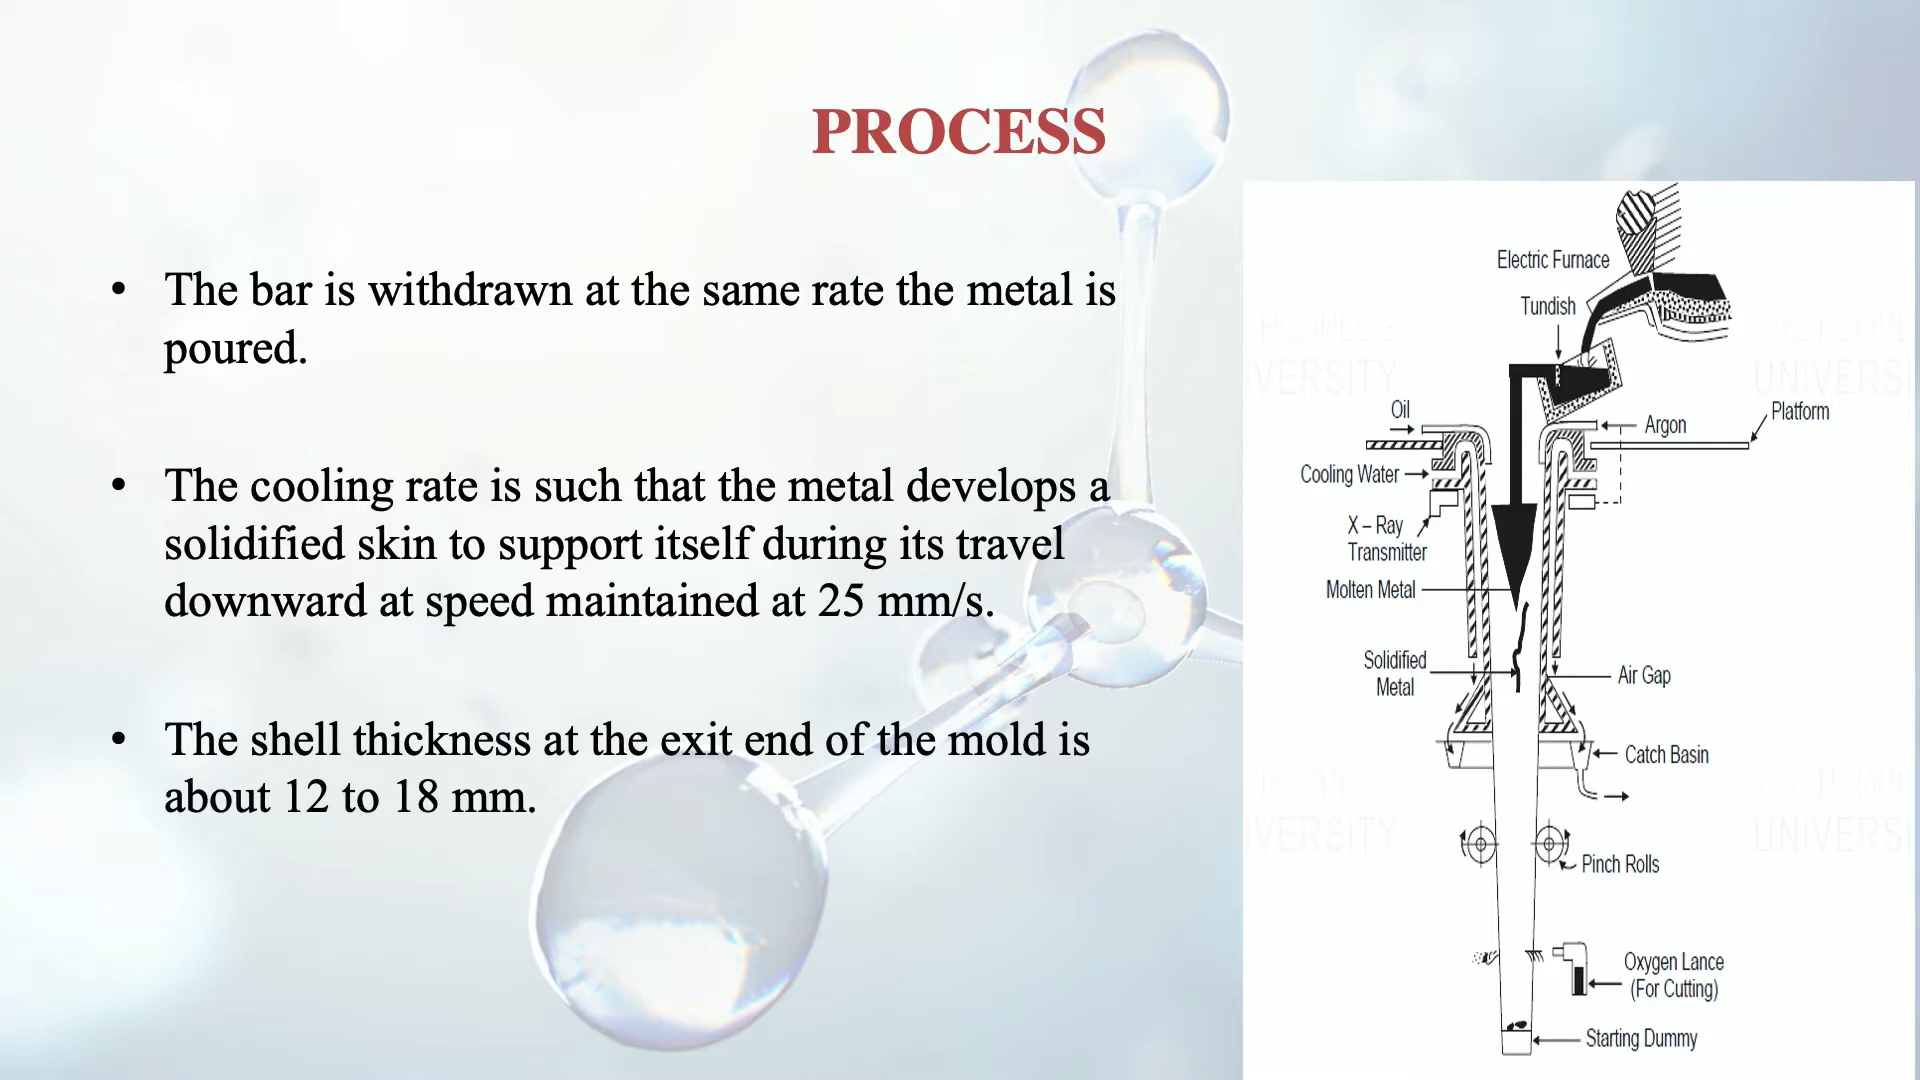 PROCESS
• The bar is withdrawn at the same rate the metal is
poured.
• The cooling rate is such that the metal develops a
solidified skin to support itself during its travel
downward at speed maintained at 25 mm/s.
• The shell thickness at the exit end of the mold is
about 12 to 18 mm.
Electric Furnace
Tundish
Oil
Argon
Platform
Cooling Water
X – Ray
Transmitter
Molten Metal
Solidified
Metal
Air Gap
Catch Basin
Pinch Rolls
Oxygen Lance
(For Cutting)
Starting Dummy
VERSITY
UNIVERS
VERSITY
UNIVERS